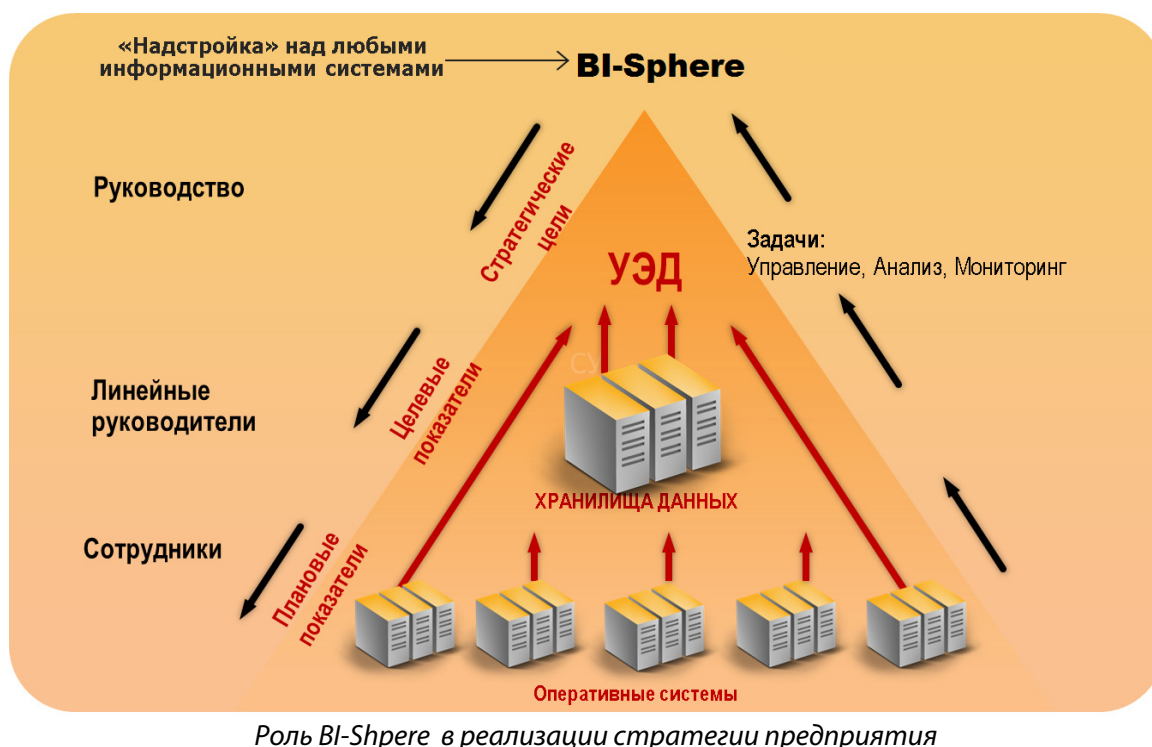 «Надстройка» над любыми
информационными системами
BI-Sphere
Руководство
Стратегические
цели
УЭД
Задачи:
Управление, Анализ, Мониторинг
Линейные
руководители
Целевые
показатели
ХРАНИЛИЩА ДАННЫХ
Сотрудники
Плановые
показатели
Оперативные системы
Роль BI-Shpere в реализации стратегии предприятия